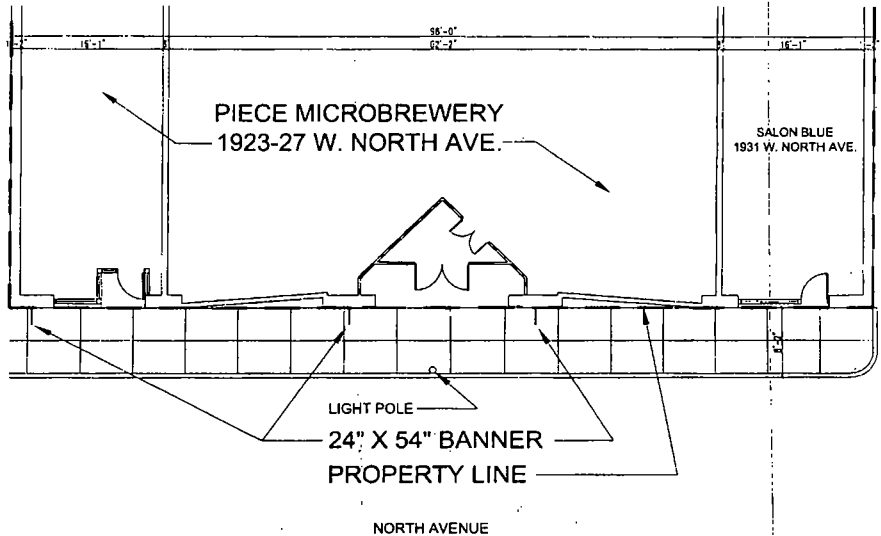 96'-0"
16'-1"
62'-2"
16'-1"
PIECE MICROBREWERY
1923-27 W. NORTH AVE.
SALON BLUE
1931 W. NORTH AVE.
LIGHT POLE
24" X 54" BANNER
PROPERTY LINE
NORTH AVENUE